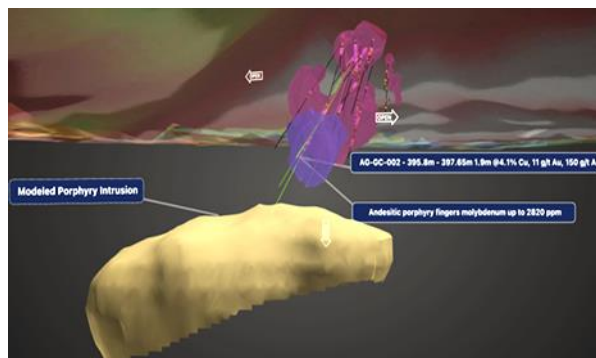 OPEN
OPEN
AG-GC-002 - 395.8m - 397.65m 1.9m @4.1% Cu, 11 g/t Au, 150 g/t A
Modeled Porphyry Intrusion
Andesitic porphyry fingers molybdenum up to 2820 ppm